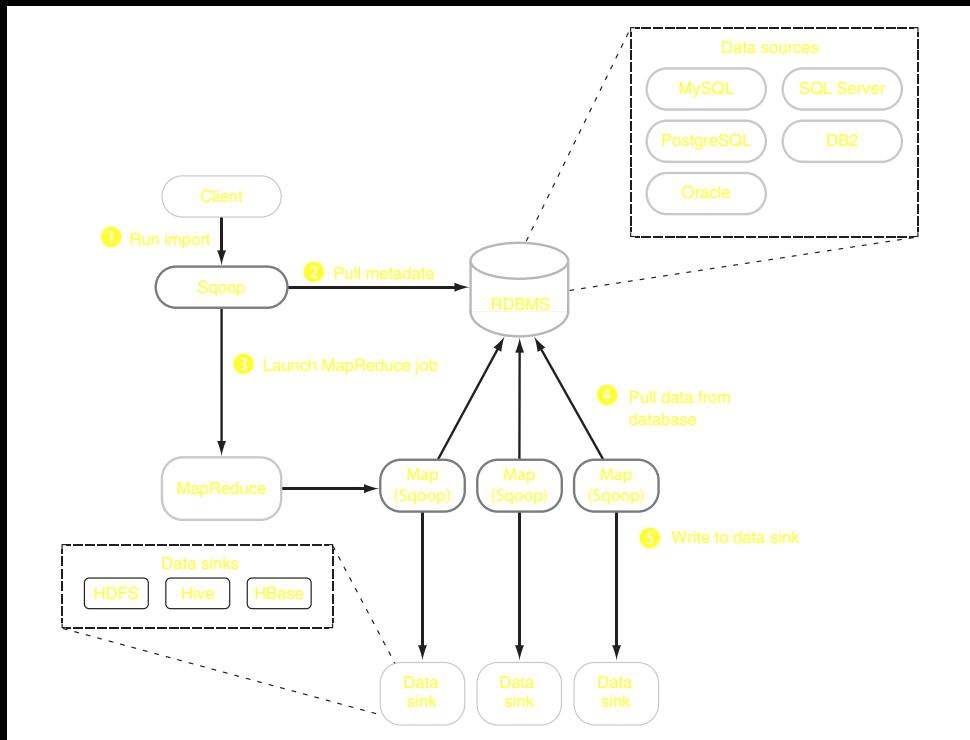 Data sources
MySQL
SQL Server
PostgreSQL
DB2
Oracle
Client
1 Run import
Sqoop
2 Pull metadata
RDBMS
3 Launch MapReduce job
4 Pull data from
database
MapReduce
Map
(Sqoop)
Map
(Sqoop)
Map
(Sqoop)
5 Write to data sink
Data sinks
HDFS
Hive
HBase
Data
sink
Data
sink
Data
sink